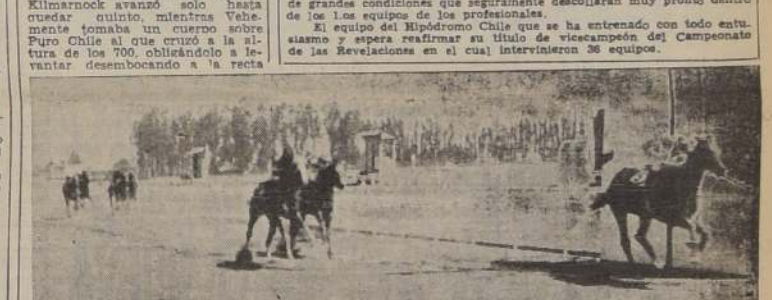 Kilmarnock avanzó solo hasta
quedar quinto, mientras Vehe-
mente tomaba un cuerpo sobre
Puro Chile al que cruzó a la al-
tura de los 700, obligándolo a le-
vantar desembocando a la recta
de grandes condiciones que seguramente descollarán muy pronto dentro
de los 1.os equipos de los profesionales.
El equipo del Hipódromo Chile que se ha entrenado con todo entu-
siasmo y espera reafirmar su título de vicecampeón del Campeonato
de las Revelaciones en el cual intervinieron 36 equipos.